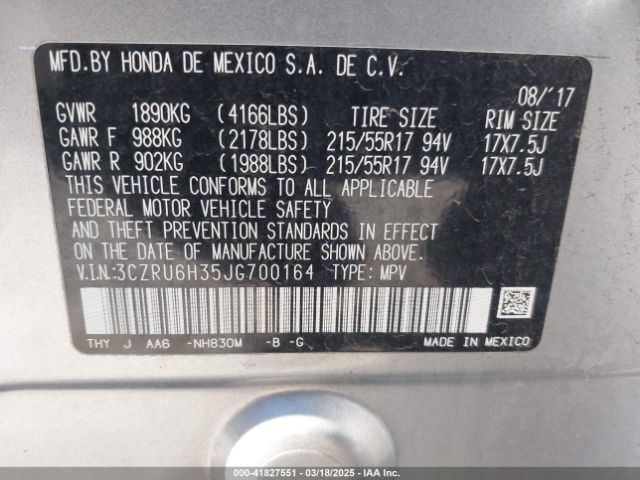 MFD.BY HONDA DE MEXICO S.A. DE C.V.
08/'17
GVWR 1890KG (4166LBS) TIRE SIZE RIM SIZE
GAWR F 988KG (2178LBS) 215/55R17 94V 17X7.5J
GAWR R 902KG (1988LBS) 215/55R17 94V 17X7.5J
THIS VEHICLE CONFORMS TO ALL APPLICABLE
FEDERAL MOTOR VEHICLE SAFETY
AND THEFT PREVENTION STANDARDS IN EFFECT
ON THE DATE OF MANUFACTURE SHOWN ABOVE.
V.I.N.:3CZRU6H35JG700164 TYPE: MPV
THY J AA6 -NH830M -B -G MADE IN MEXICO
© - 41827551 - 03/18/2025 - IAA Inc.